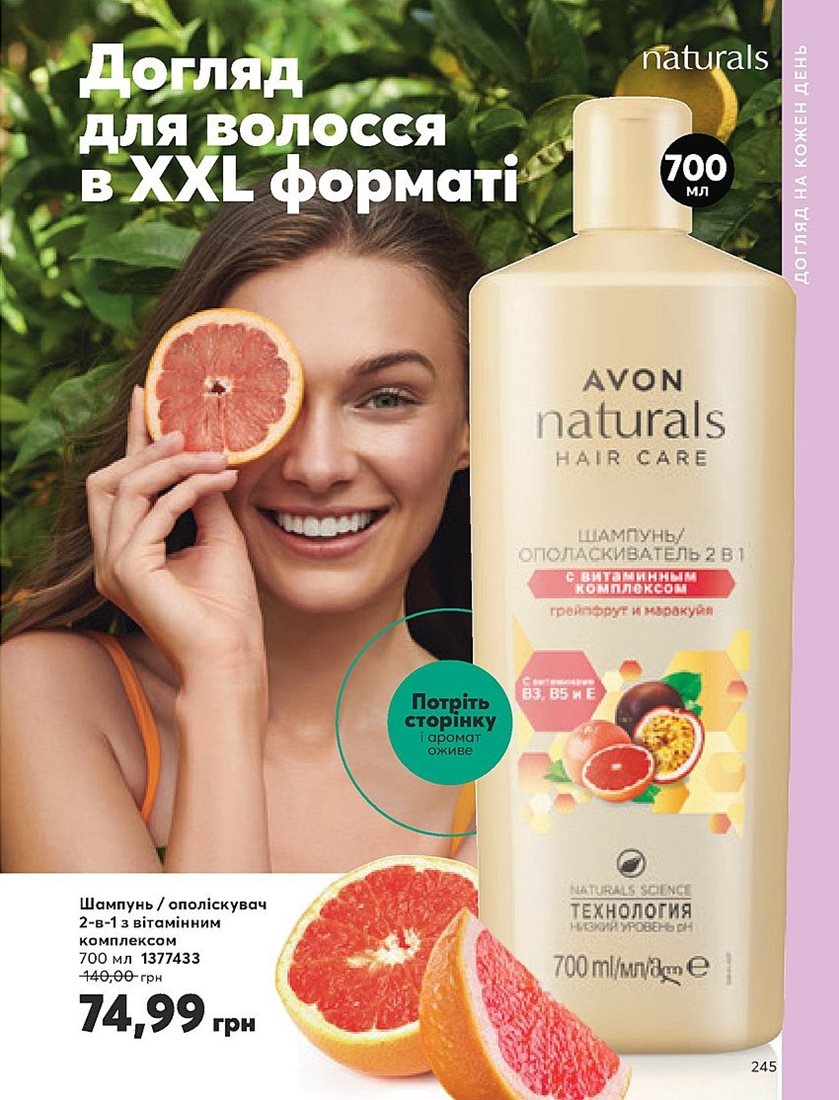 Догляд
для волосся
в XXL форматі
naturals
700
мл
ДОГЛЯД НА КОЖЕН ДЕНЬ
AVON
naturals
HAIR CARE
ШАМПУНЬ/
ОПОЛАСКИВАТЕЛЬ 2 В 1
С ВИТАМИННЫМ
КОМПЛЕКСОМ
грейпфрут и маракуйя
С витаминами
B3, B5 и E
Потріть
сторінку
і аромат
оживе
NATURALS SCIENCE
ТЕХНОЛОГИЯ
НИЗКИЙ УРОВЕНЬ pH
700 ml/мл/მლ e
Шампунь / ополіскувач
2-в-1 з вітамінним
комплексом
700 мл 1377433
140,00 грн
74,99 грн
245